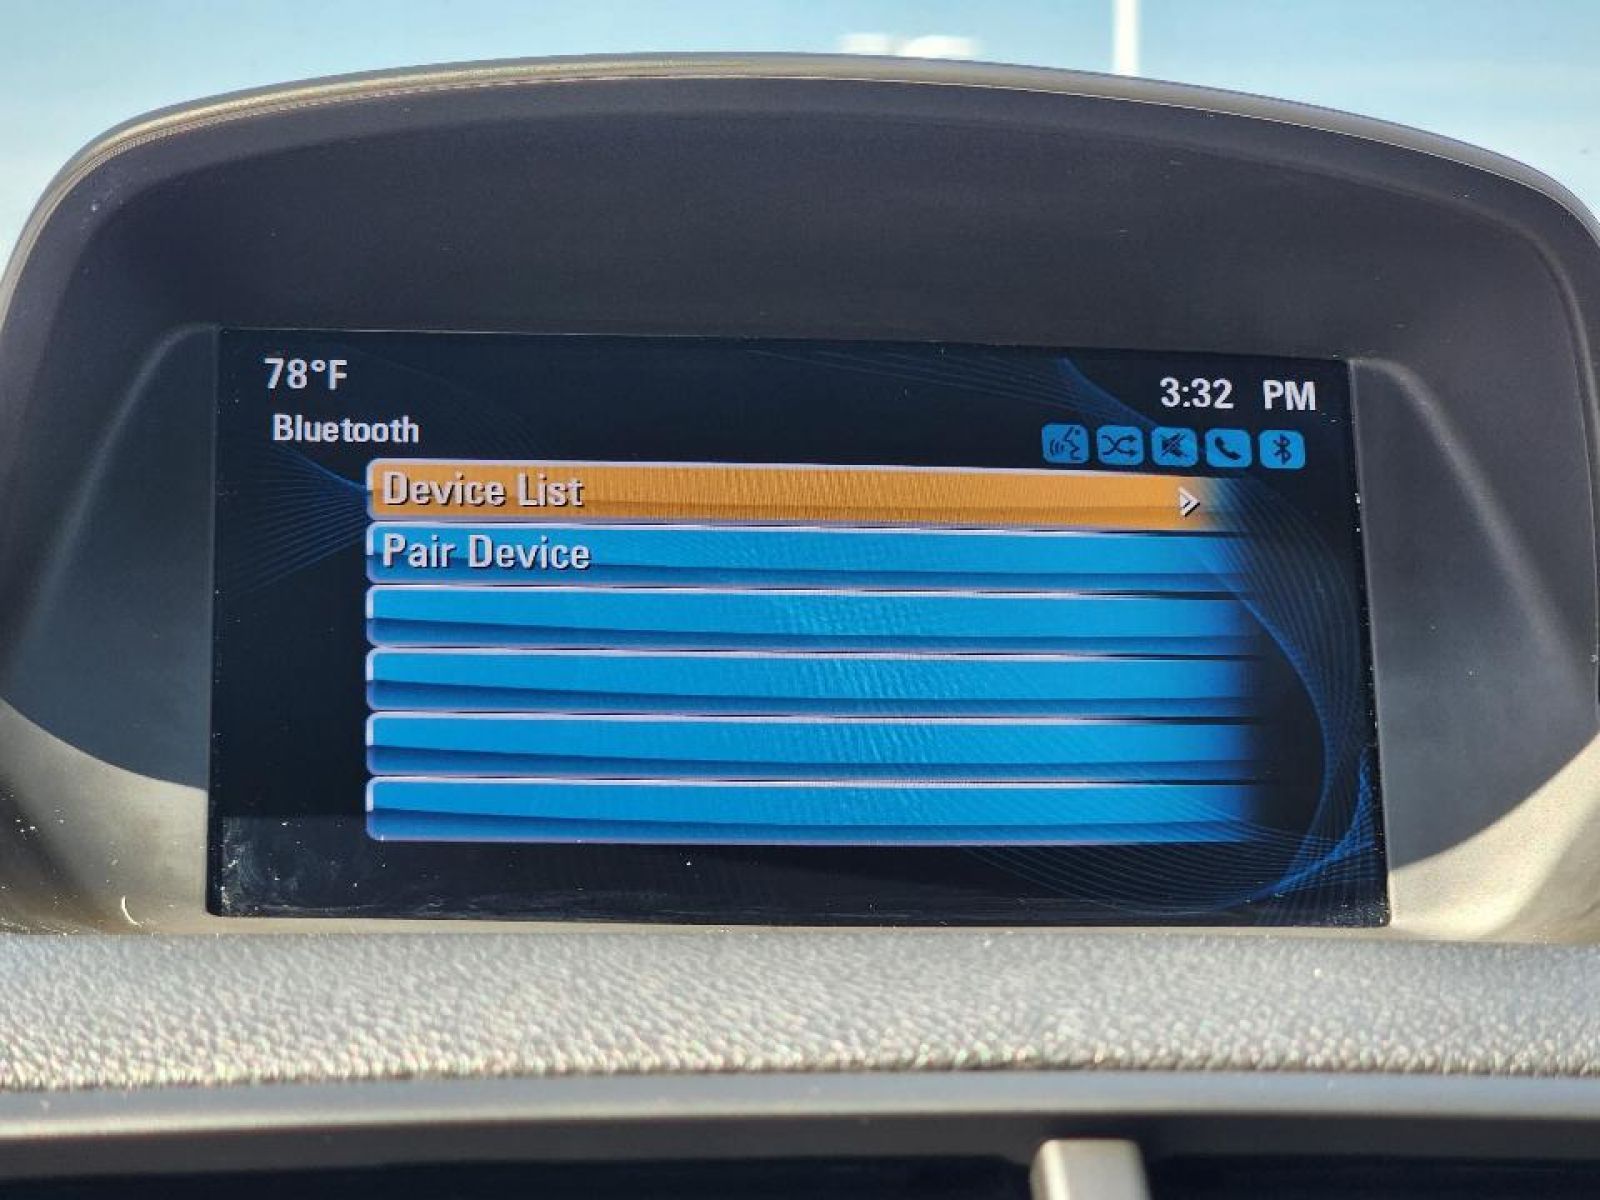 78°F
3:32 PM
Bluetooth
Device List
Pair Device